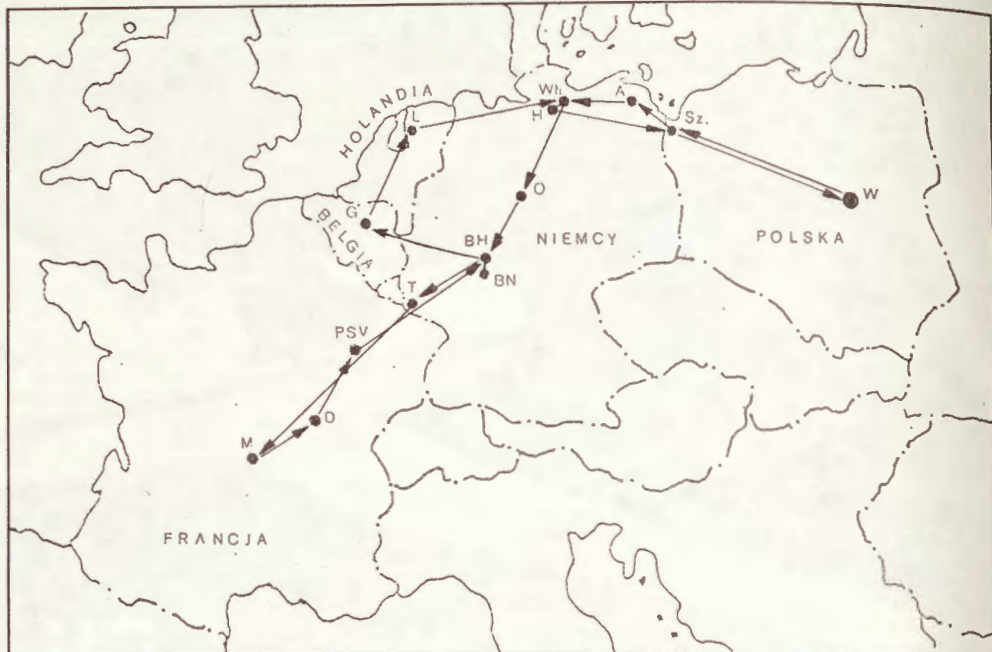 HOLANDIA
L
Wh.
H
A
Sz.
W
O
G
BELGIA
BH
BN
NIEMCY
POLSKA
T
PSV
D
M
FRANCJA